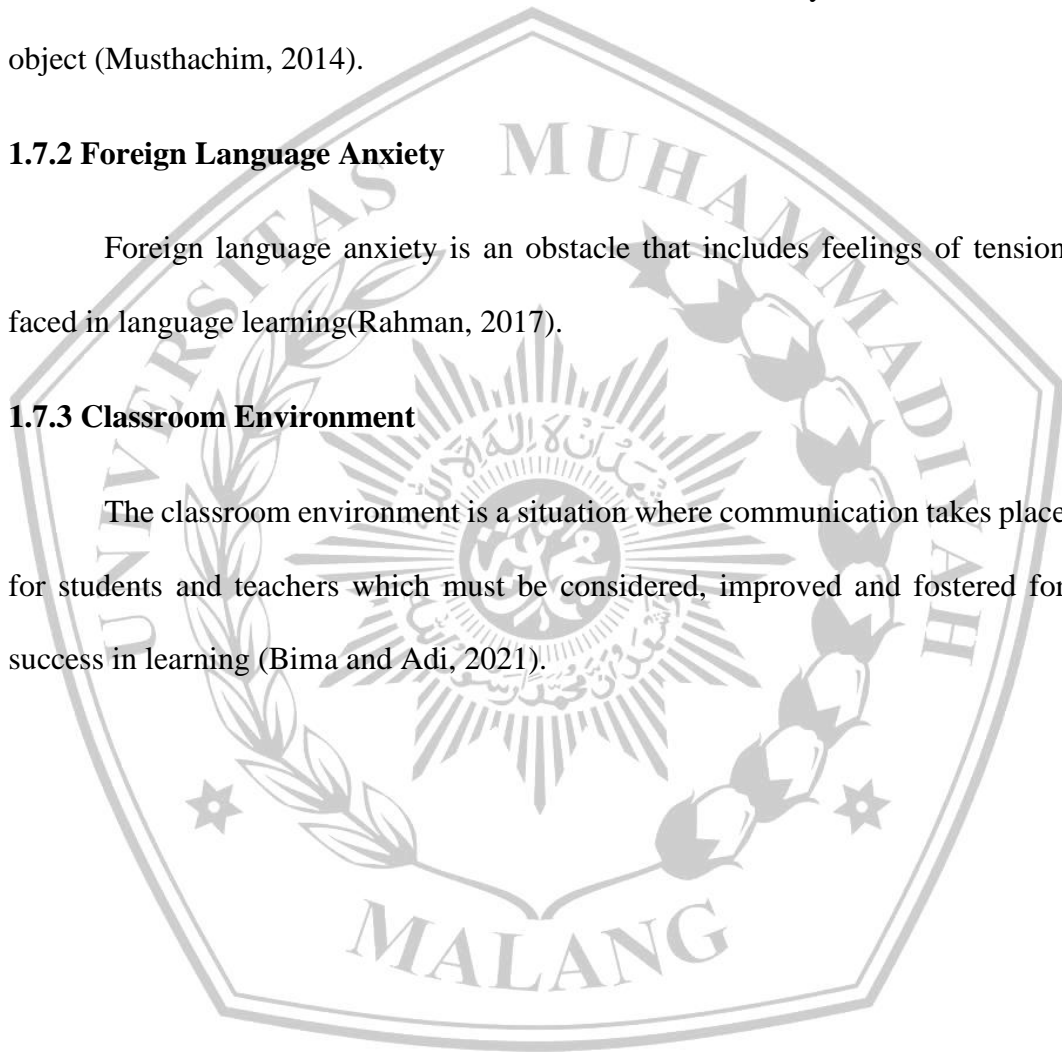 object (Musthachim, 2014).
1.7.2 Foreign Language Anxiety
Foreign language anxiety is an obstacle that includes feelings of tension
faced in language learning(Rahman, 2017).
1.7.3 Classroom Environment
The classroom environment is a situation where communication takes place
for students and teachers which must be considered, improved and fostered for
success in learning (Bima and Adi, 2021).
UNIVERSITAS MUHAMMADIYAH
MALANG